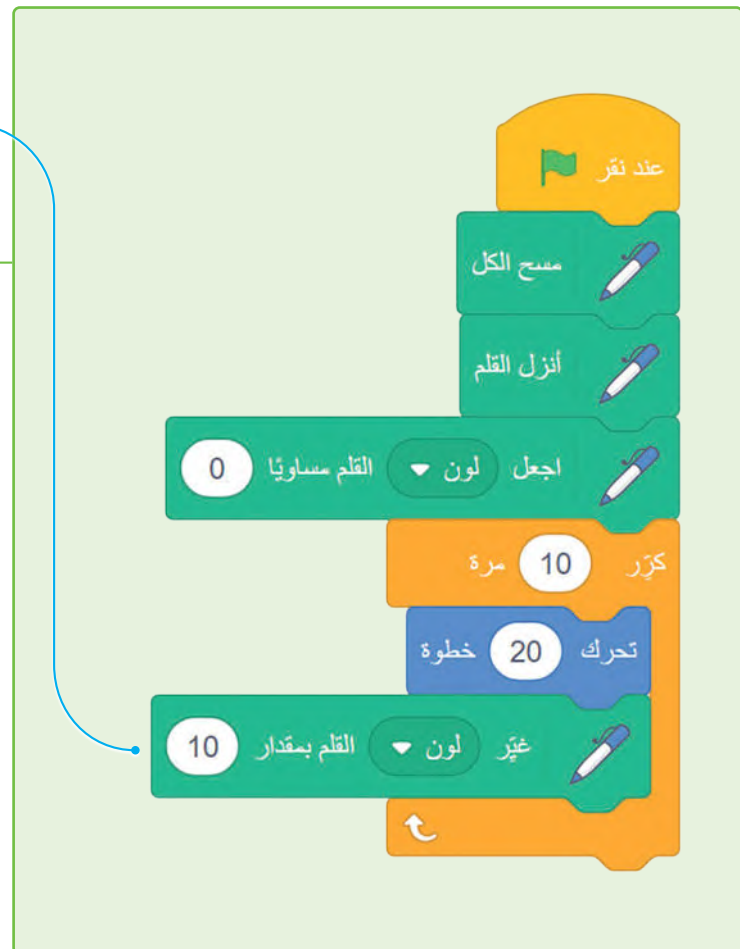 عند نقر
مسح الكل
أنزل القلم
اجعل لون القلم مساويًا 0
كرّر 10 مرة
تحرك 20 خطوة
غيّر لون القلم بمقدار 10